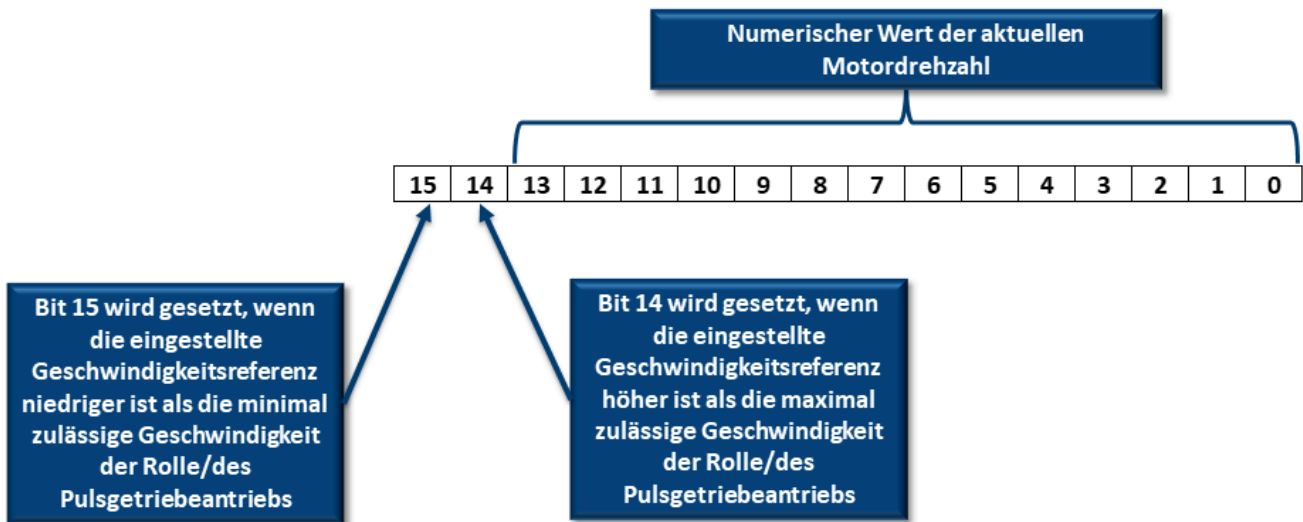 Numerischer Wert der aktuellen
Motordrehzahl
15 14 13 12 11 10 9 8 7 6 5 4 3 2 1 0
Bit 15 wird gesetzt, wenn
die eingestellte
Geschwindigkeitsreferenz
niedriger ist als die minimal
zulässige Geschwindigkeit
der Rolle/des
Pulsgetriebeantriebs
Bit 14 wird gesetzt, wenn
die eingestellte
Geschwindigkeitsreferenz
höher ist als die maximal
zulässige Geschwindigkeit
der Rolle/des
Pulsgetriebeantriebs